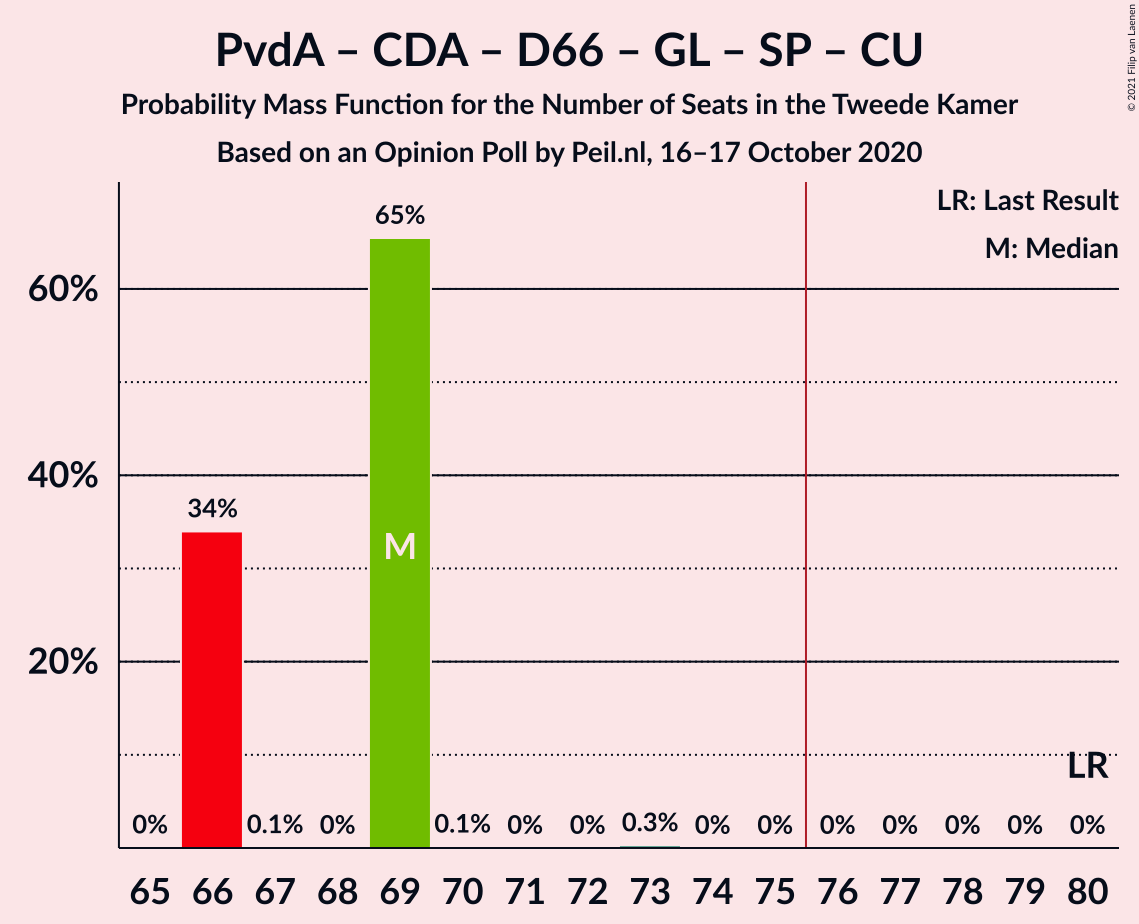 PvdA – CDA – D66 – GL – SP – CU
Probability Mass Function for the Number of Seats in the Tweede Kamer
Based on an Opinion Poll by Peil.nl, 16–17 October 2020
© 2021 Filip van Laenen
LR: Last Result
M: Median
60%
40%
20%
65%
34%
M
LR
0% 0.1% 0% 0.1% 0% 0% 0.3% 0% 0% 0% 0% 0% 0% 0%
65 66 67 68 69 70 71 72 73 74 75 76 77 78 79 80